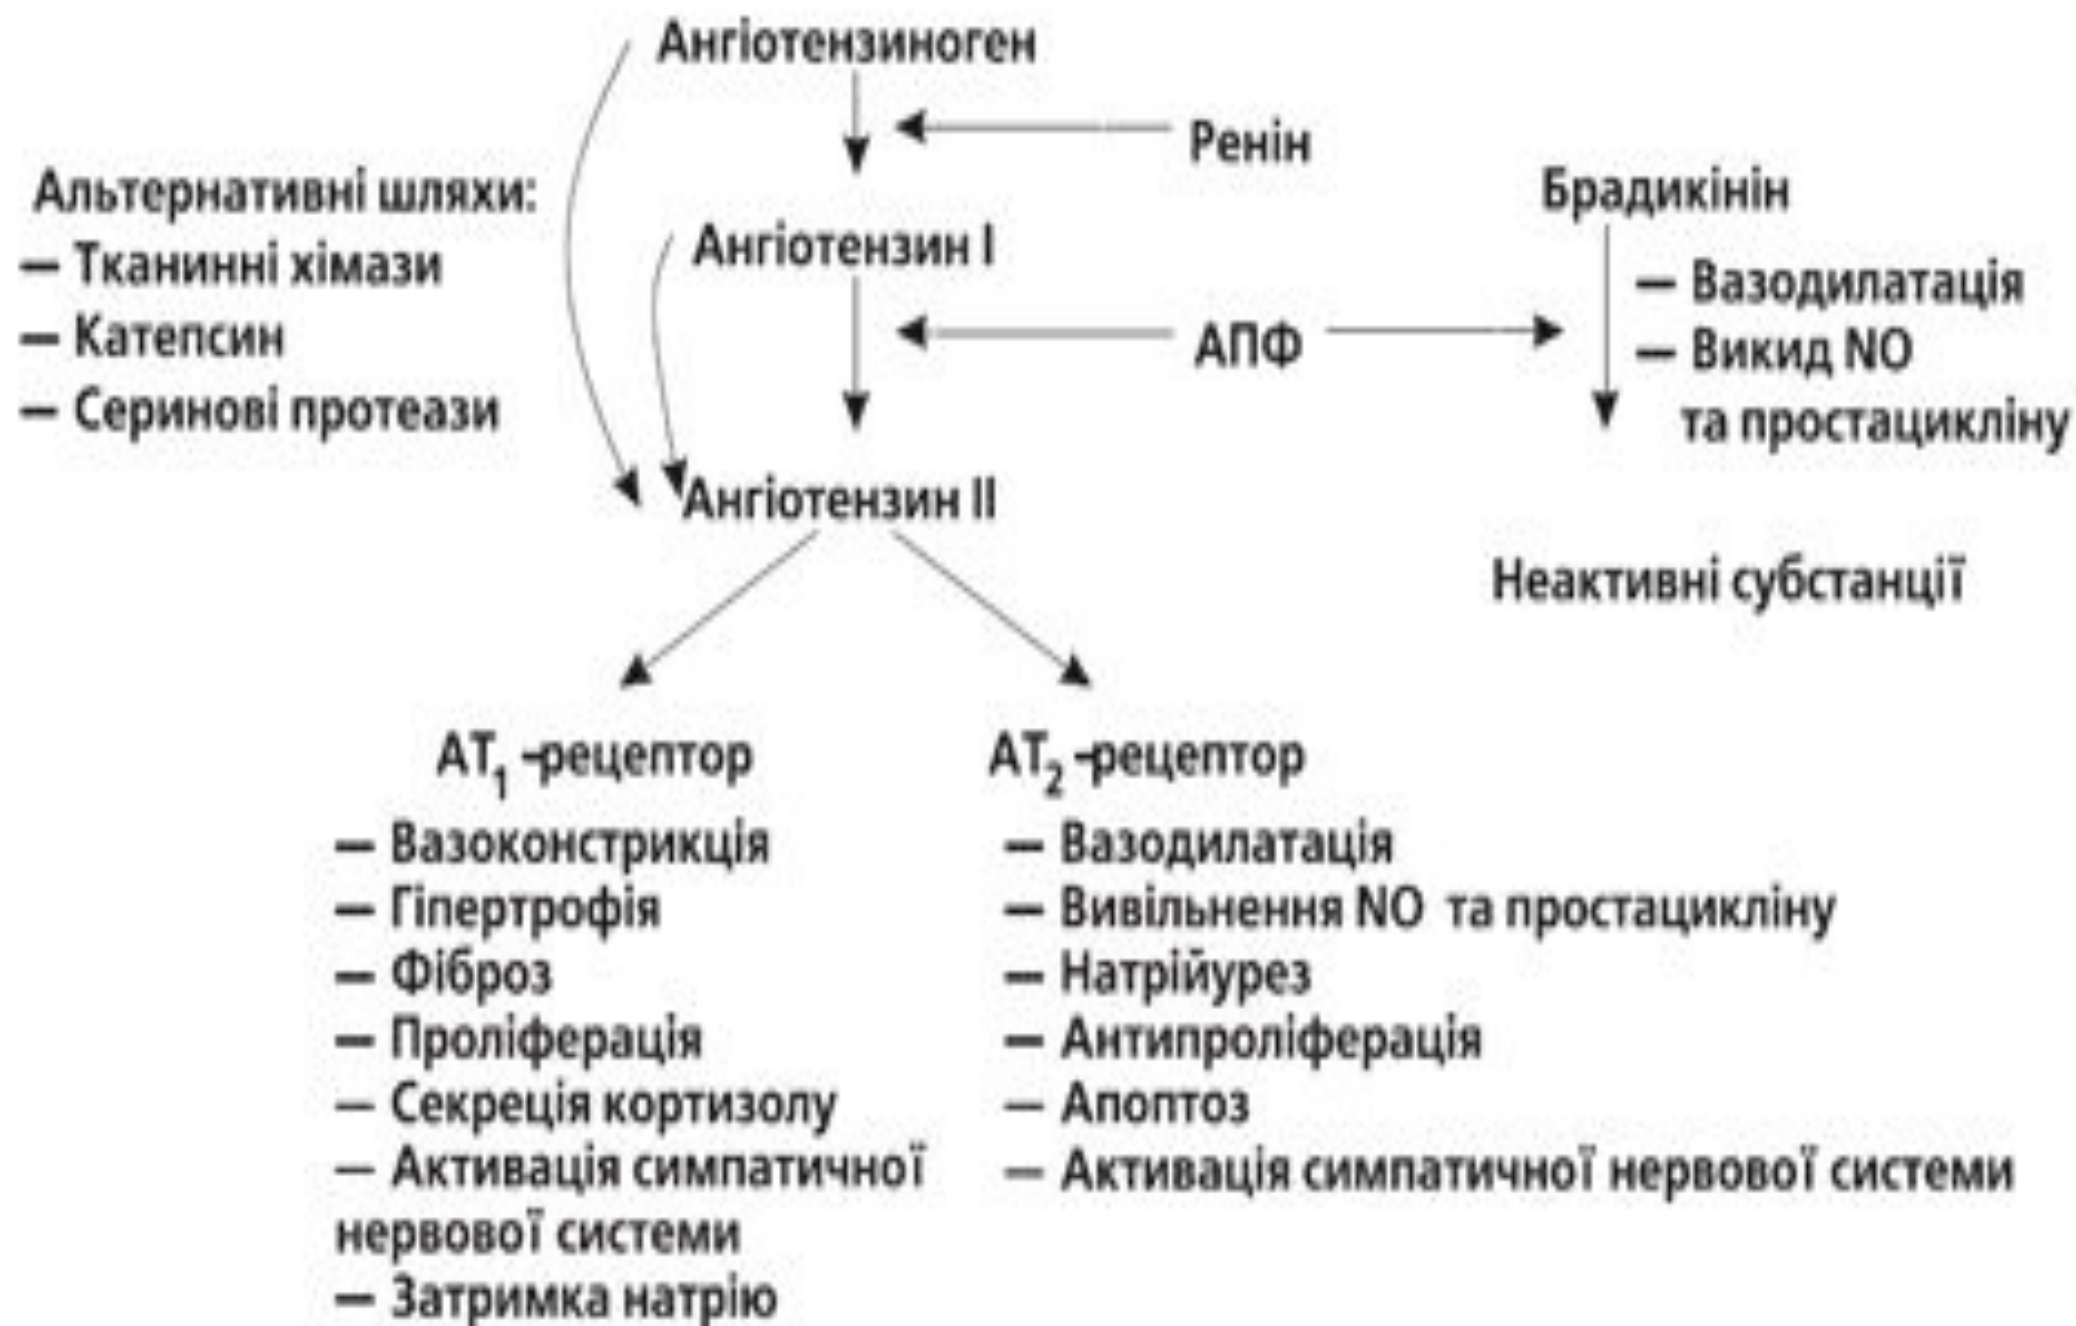 Ангіотензиноген
Ренін
Альтернативні шляхи:
— Тканинні хімази
— Катепсин
— Серинові протеази
Ангіотензин I
АПФ
Брадикінін
— Вазодилатація
— Викид NO
та простацикліну
Ангіотензин II
Неактивні субстанції
АТ1 -рецептор
— Вазоконстрикція
— Гіпертрофія
— Фіброз
— Проліферація
— Секреція кортизолу
— Активація симпатичної
нервової системи
— Затримка натрію
АТ2 -рецептор
— Вазодилатація
— Вивільнення NO та простацикліну
— Натрійурез
— Антипроліферація
— Апоптоз
— Активація симпатичної нервової системи